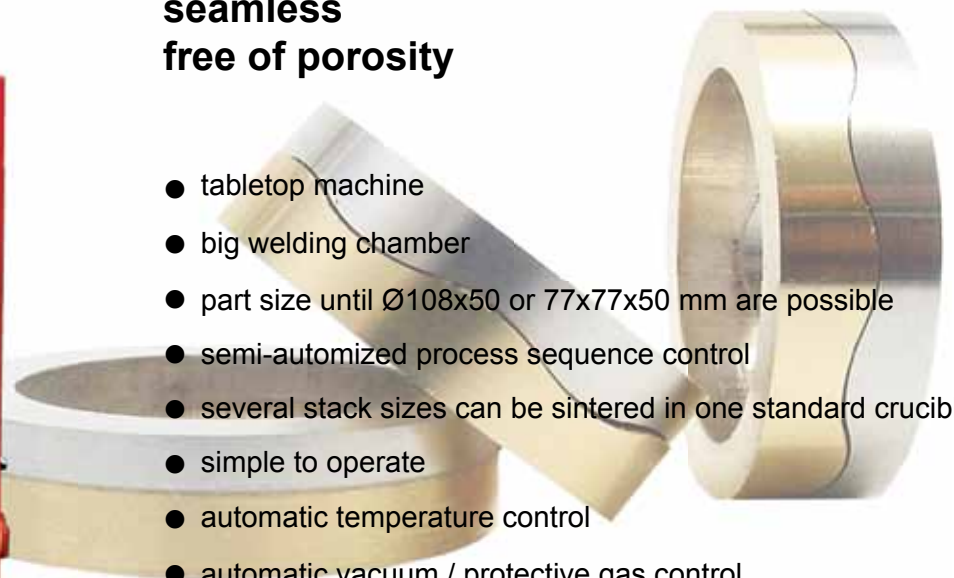 seamless
free of porosity
● tabletop machine
● big welding chamber
● part size until Ø108x50 or 77x77x50 mm are possible
● semi-automized process sequence control
● several stack sizes can be sintered in one standard crucib
● simple to operate
● automatic temperature control
● automatic vacuum / protective gas control